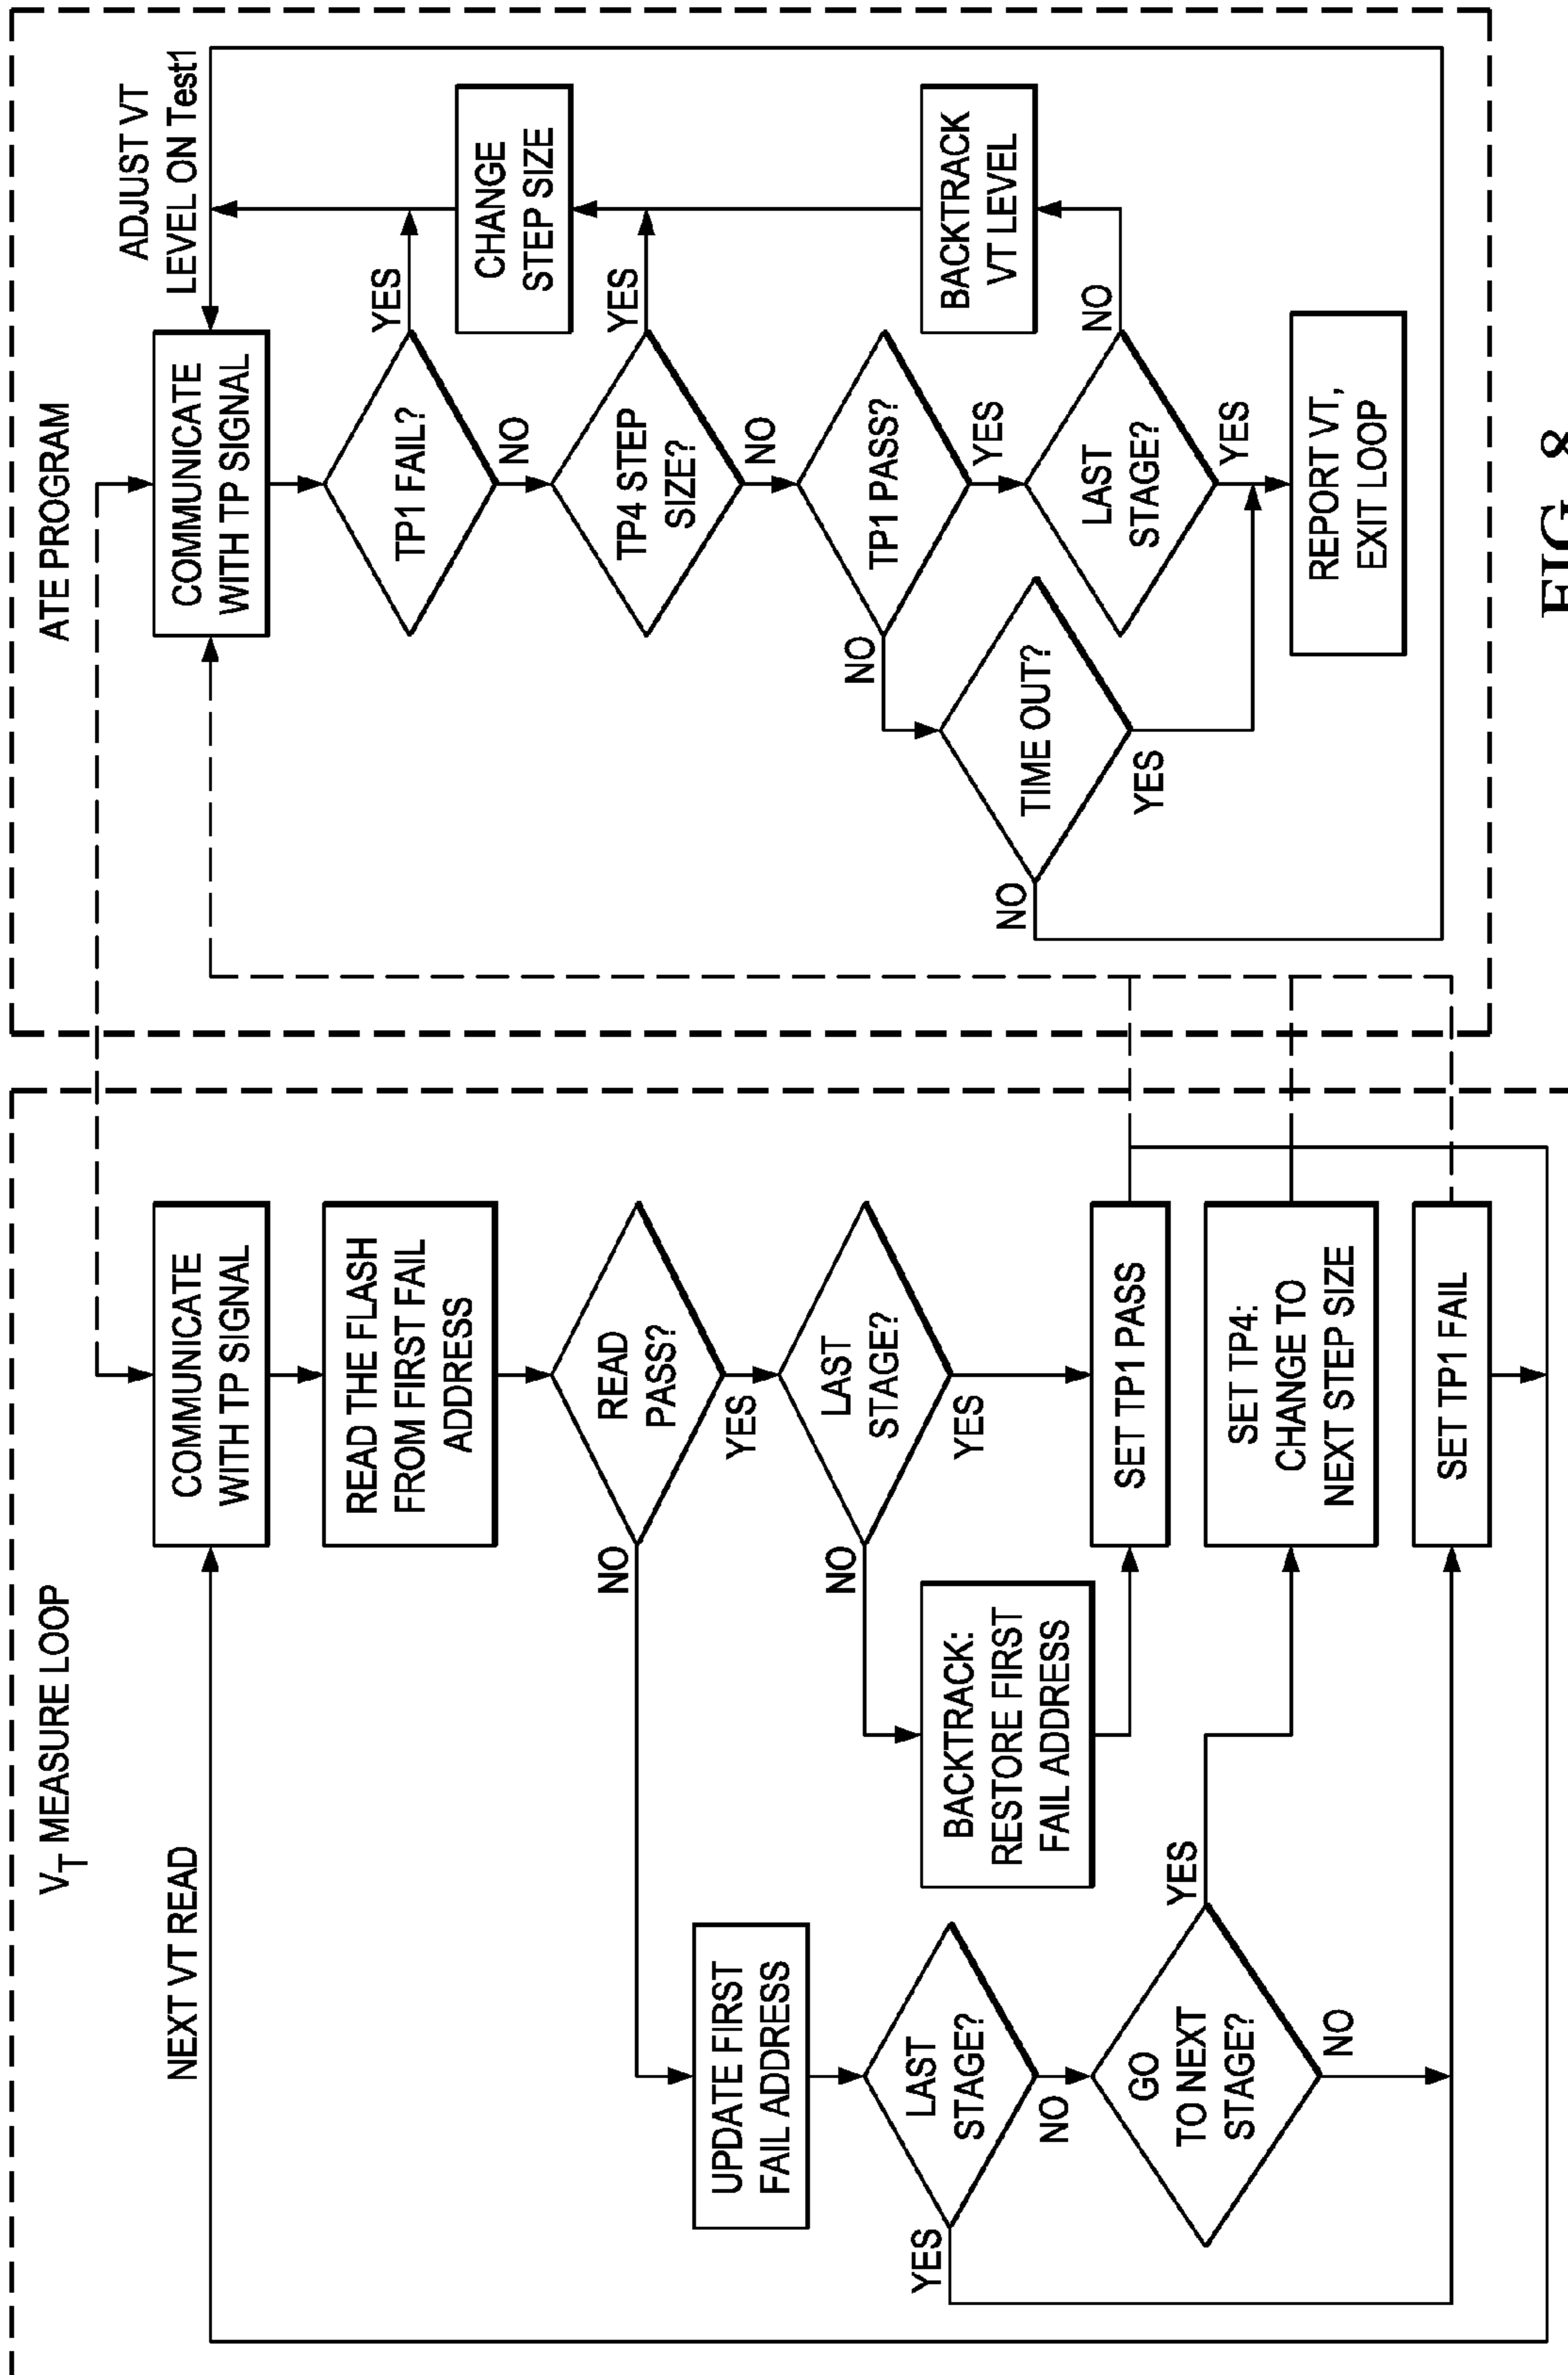 V_T MEASURE LOOP
NEXT VT READ
COMMUNICATE
WITH TP SIGNAL
READ THE FLASH
FROM FIRST FAIL
ADDRESS
READ
PASS?
NO
YES
UPDATE FIRST
FAIL ADDRESS
LAST
STAGE?
NO
YES
LAST
STAGE?
YES
NO
BACKTRACK:
RESTORE FIRST
FAIL ADDRESS
GO
TO NEXT
STAGE?
YES
NO
SET TP1 PASS
SET TP4:
CHANGE TO
NEXT STEP SIZE
SET TP1 FAIL
ATE PROGRAM
ADJUST VT
LEVEL ON Test1
COMMUNICATE
WITH TP SIGNAL
TP1 FAIL?
YES
NO
CHANGE
STEP SIZE
TP4 STEP
SIZE?
YES
NO
TP1 PASS?
NO
YES
BACKTRACK
VT LEVEL
TIME OUT?
NO
YES
LAST
STAGE?
NO
YES
REPORT VT,
EXIT LOOP
FIG. 8